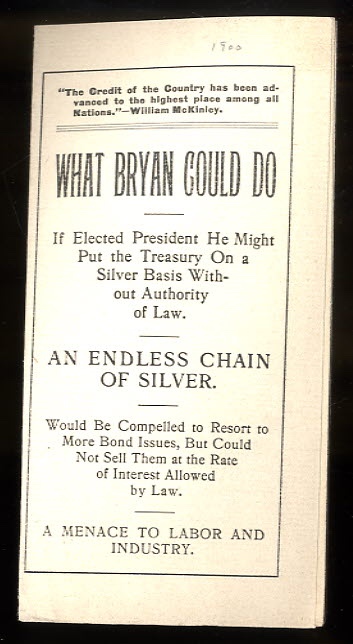 1900
"The Credit of the Country has been ad-
vanced to the highest place among all
Nations."—William McKinley.
WHAT BRYAN COULD DO
If Elected President He Might
Put the Treasury On a
Silver Basis With-
out Authority
of Law.
AN ENDLESS CHAIN
OF SILVER.
Would Be Compelled to Resort to
More Bond Issues, But Could
Not Sell Them at the Rate
of Interest Allowed
by Law.
A MENACE TO LABOR AND
INDUSTRY.